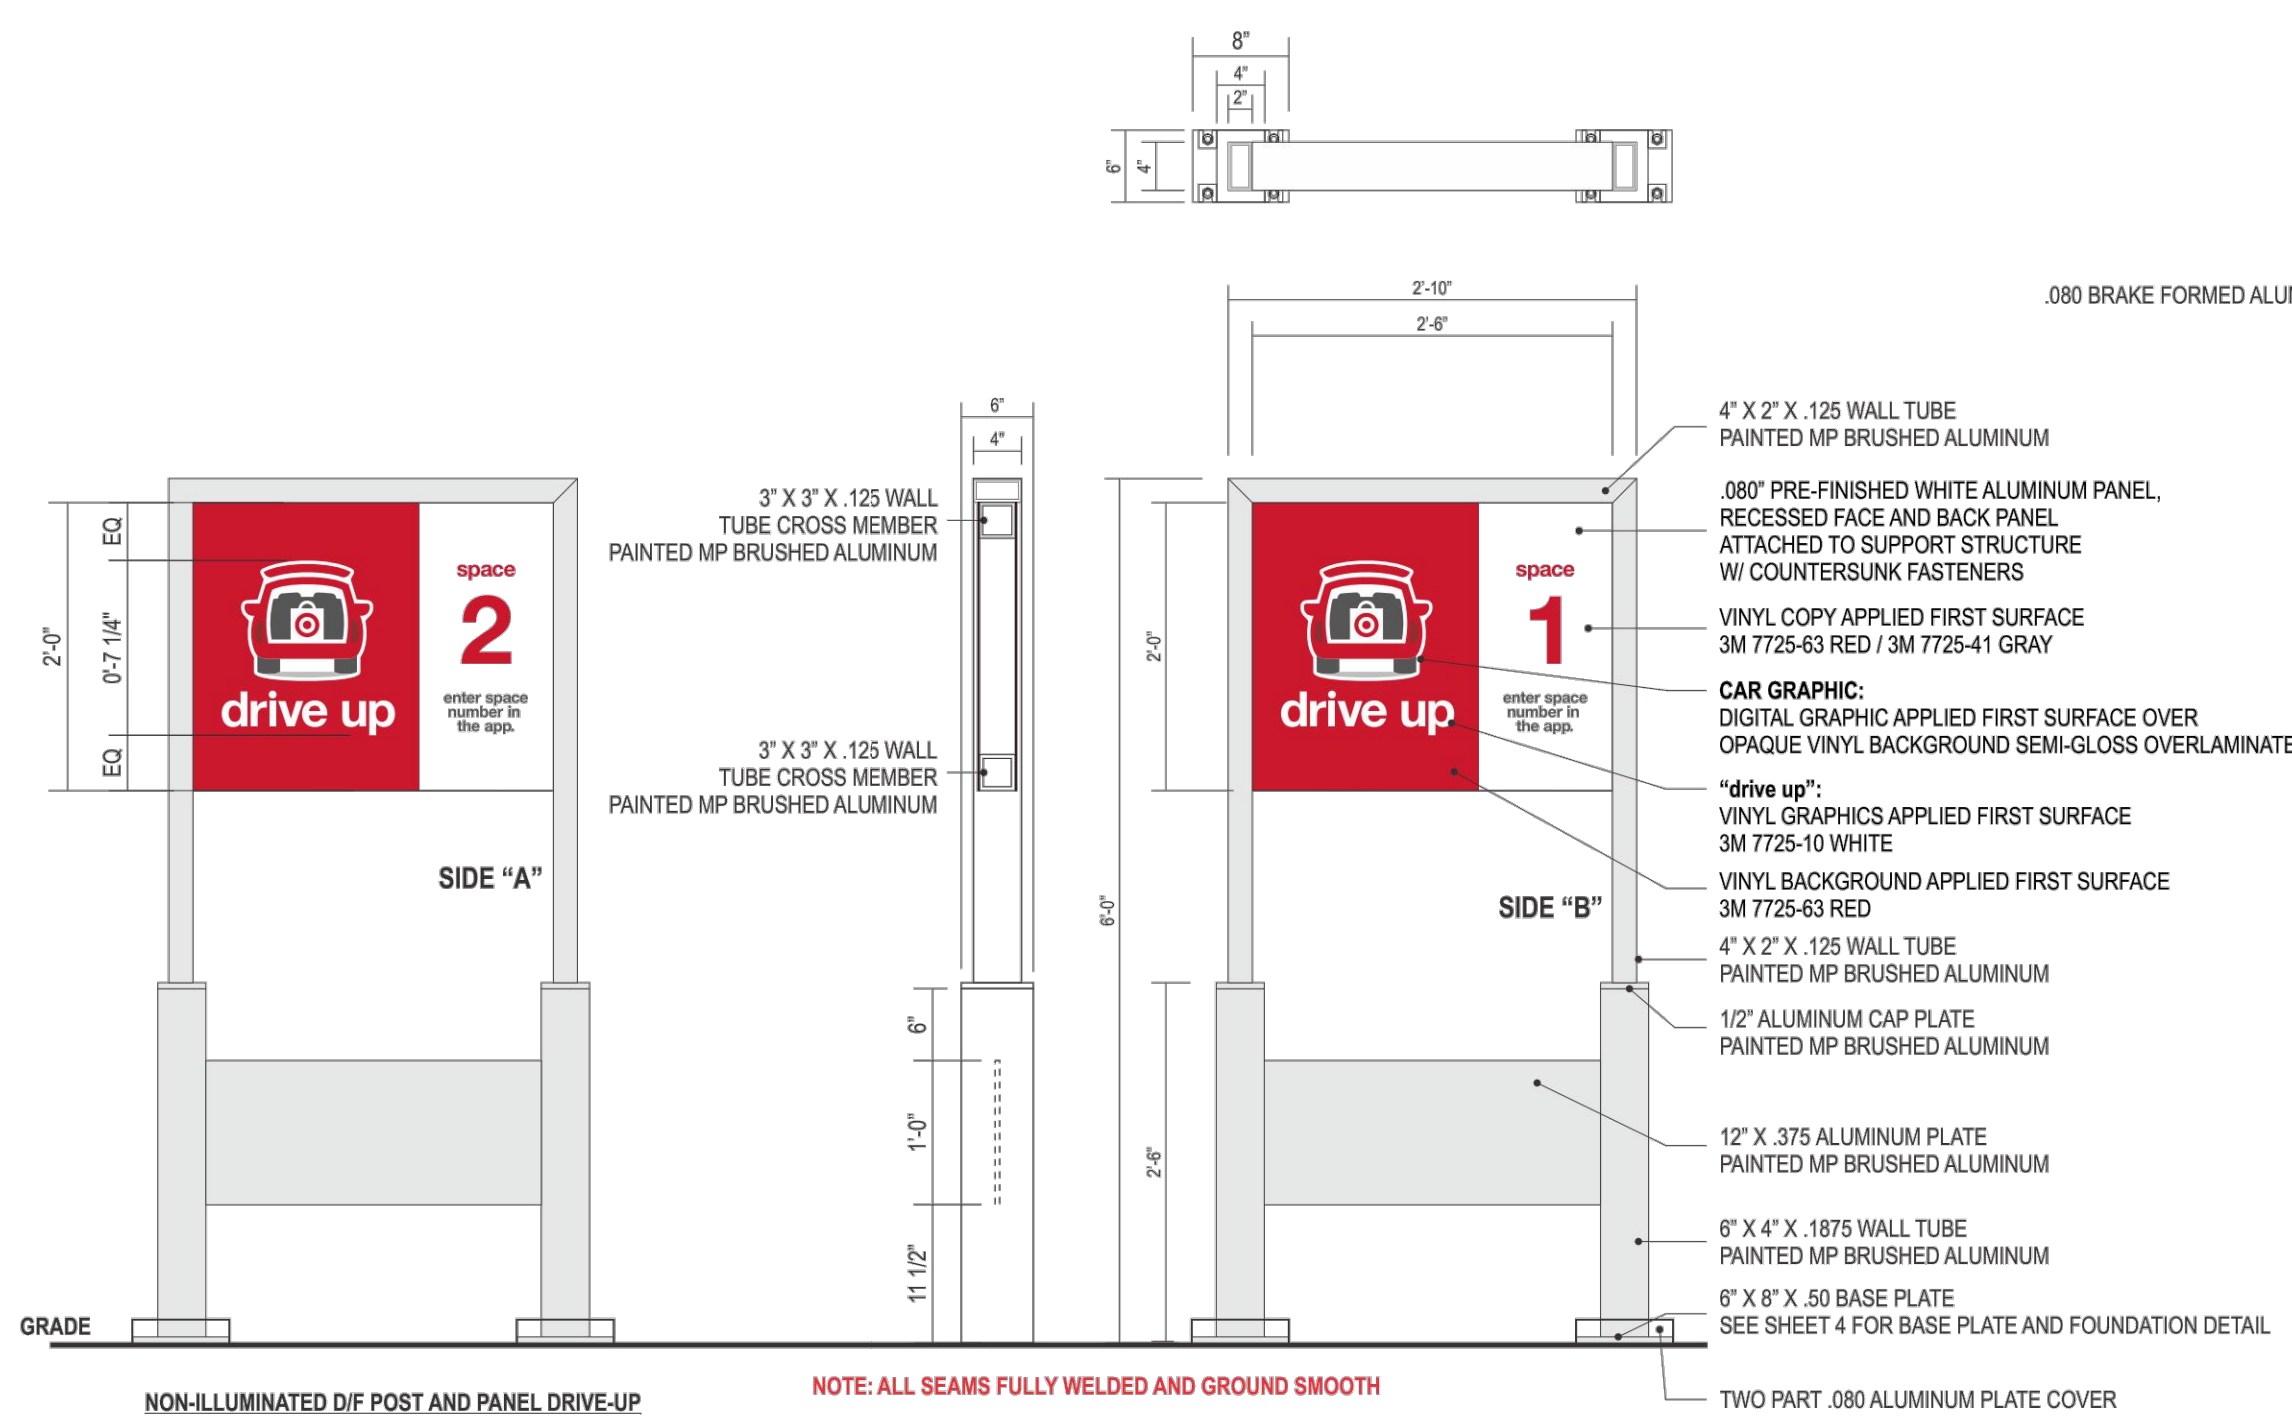 8"
4"
2"
6"
4"
2'-10"
2'-6"
.080 BRAKE FORMED ALU
6"
4"
4" X 2" X .125 WALL TUBE
PAINTED MP BRUSHED ALUMINUM
3" X 3" X .125 WALL
TUBE CROSS MEMBER
PAINTED MP BRUSHED ALUMINUM
.080" PRE-FINISHED WHITE ALUMINUM PANEL,
RECESSED FACE AND BACK PANEL
ATTACHED TO SUPPORT STRUCTURE
W/ COUNTERSUNK FASTENERS
2'-0"
EQ
0'-7 1/4"
EQ
drive up
space
2
enter space
number in
the app.
2'-0"
drive up
space
1
enter space
number in
the app.
VINYL COPY APPLIED FIRST SURFACE
3M 7725-63 RED / 3M 7725-41 GRAY
CAR GRAPHIC:
DIGITAL GRAPHIC APPLIED FIRST SURFACE OVER
OPAQUE VINYL BACKGROUND SEMI-GLOSS OVERLAMINATE
3" X 3" X .125 WALL
TUBE CROSS MEMBER
PAINTED MP BRUSHED ALUMINUM
"drive up":
VINYL GRAPHICS APPLIED FIRST SURFACE
3M 7725-10 WHITE
SIDE "A"
6'-0"
SIDE "B"
VINYL BACKGROUND APPLIED FIRST SURFACE
3M 7725-63 RED
4" X 2" X .125 WALL TUBE
PAINTED MP BRUSHED ALUMINUM
6"
1'-0"
11 1/2"
2'-6"
1/2" ALUMINUM CAP PLATE
PAINTED MP BRUSHED ALUMINUM
12" X .375 ALUMINUM PLATE
PAINTED MP BRUSHED ALUMINUM
6" X 4" X .1875 WALL TUBE
PAINTED MP BRUSHED ALUMINUM
6" X 8" X .50 BASE PLATE
SEE SHEET 4 FOR BASE PLATE AND FOUNDATION DETAIL
GRADE
NOTE: ALL SEAMS FULLY WELDED AND GROUND SMOOTH
NON-ILLUMINATED D/F POST AND PANEL DRIVE-UP
TWO PART .080 ALUMINUM PLATE COVER